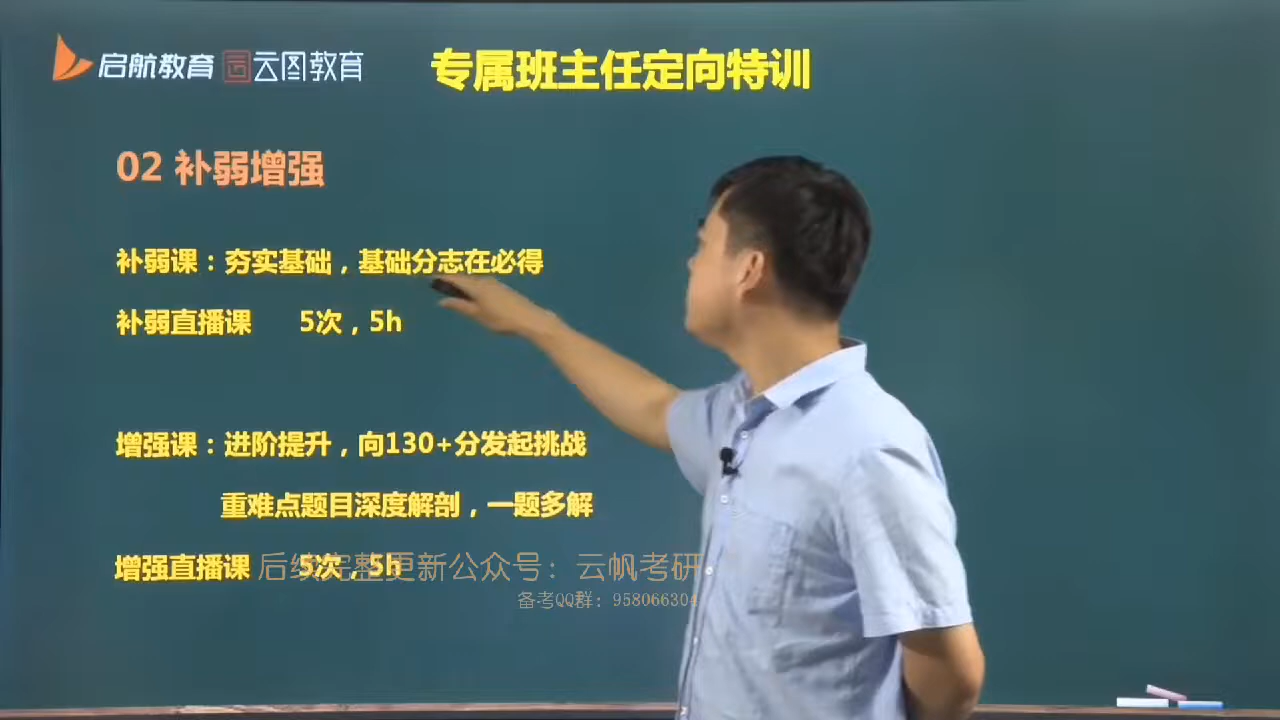 启航教育 云图教育
专属班主任定向特训
02 补弱增强
补弱课：夯实基础，基础分志在必得
补弱直播课 5次，5h
增强课：进阶提升，向130+分发起挑战
重难点题目深度解剖，一题多解
增强直播课 5次，5h
后续完整更新公众号：云帆考研
备考QQ群：958066304